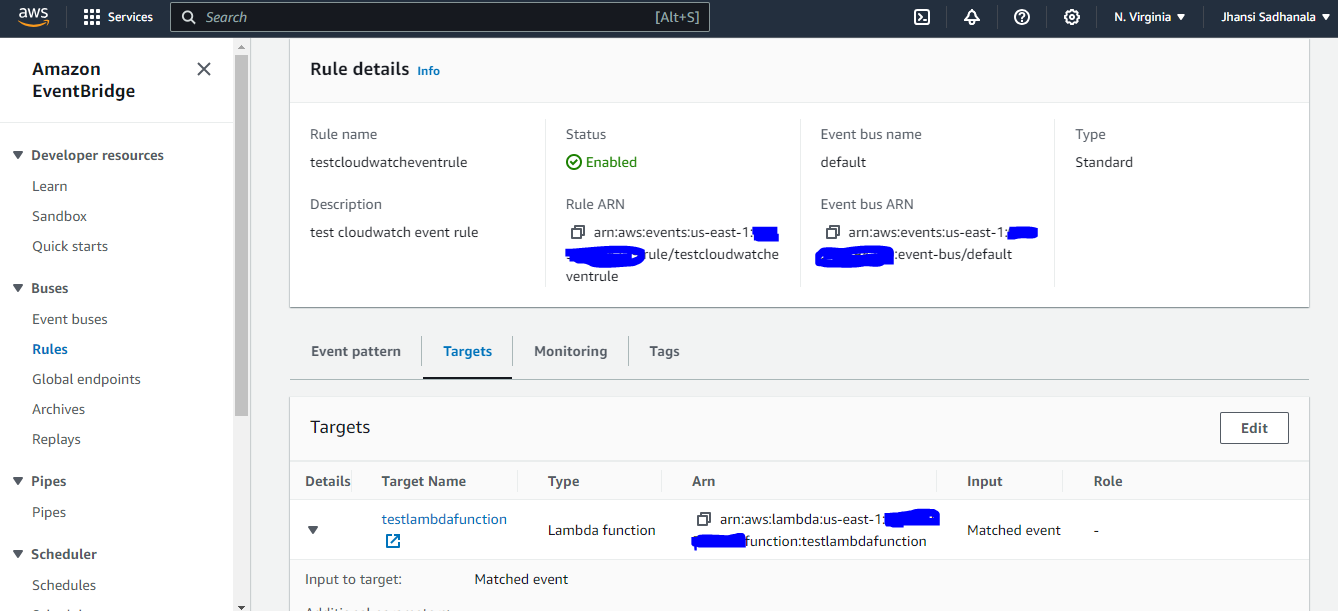 aws
Services
Search
[Alt+S]
N. Virginia
Jhansi Sadhanala
Amazon
EventBridge
Developer resources
Learn
Sandbox
Quick starts
Buses
Event buses
Rules
Global endpoints
Archives
Replays
Pipes
Pipes
Scheduler
Schedules
Rule details Info
Rule name
testcloudwatcheventrule
Status
Enabled
Event bus name
default
Type
Standard
Description
test cloudwatch event rule
Rule ARN
arn:aws:events:us-east-1:
rule/testcloudwatche
ventrule
Event bus ARN
arn:aws:events:us-east-1:
:event-bus/default
Event pattern
Targets
Monitoring
Tags
Targets
Edit
Details Target Name Type Arn Input Role
testlambdafunction
Lambda function
arn:aws:lambda:us-east-1:
function:testlambdafunction
Matched event
-
Input to target: Matched event